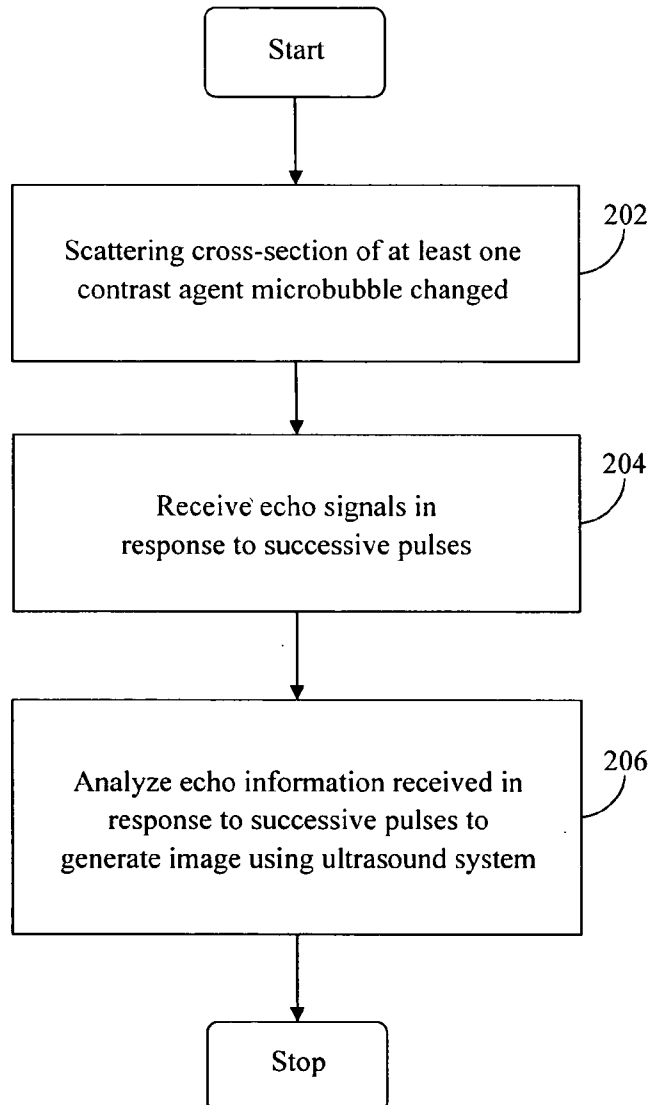 Start
202
Scattering cross-section of at least one
contrast agent microbubble changed
204
Receive echo signals in
response to successive pulses
206
Analyze echo information received in
response to successive pulses to
generate image using ultrasound system
Stop